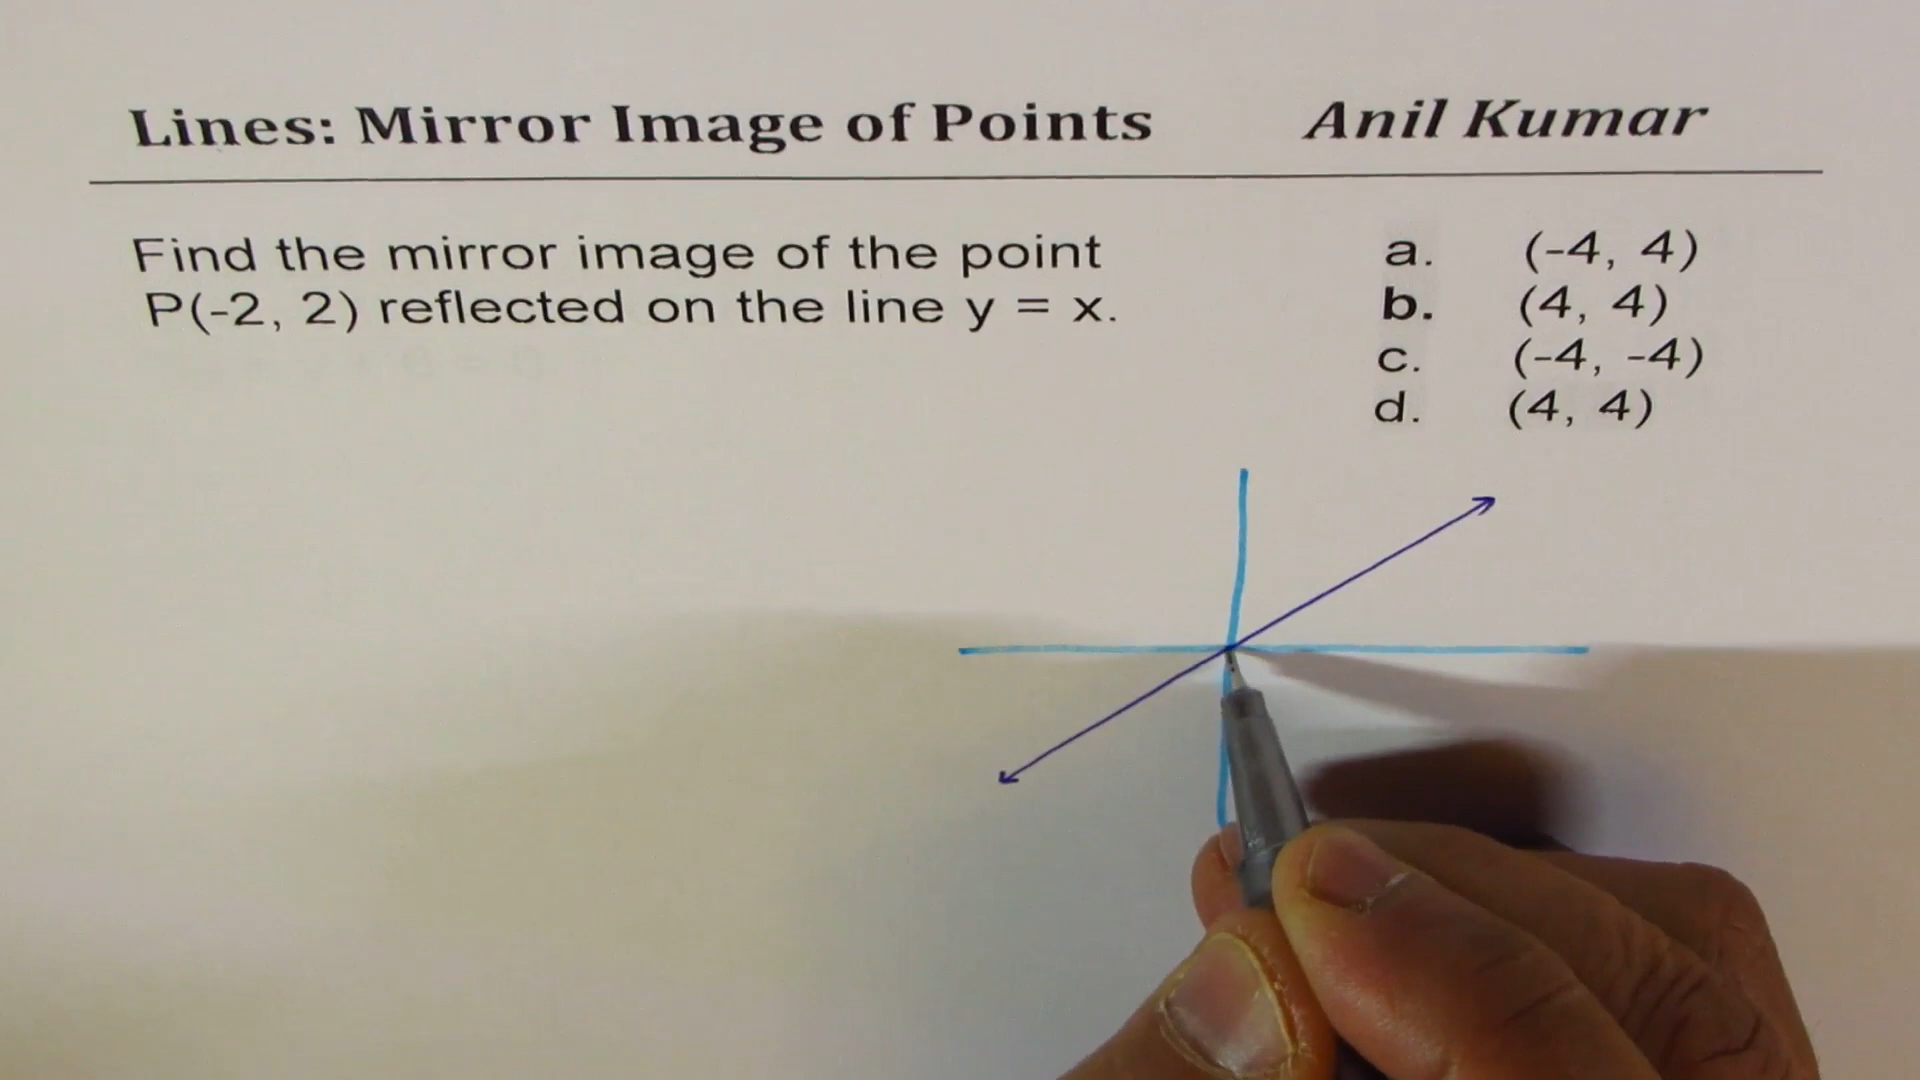 Lines: Mirror Image of Points Anil Kumar
Find the mirror image of the point
P(-2, 2) reflected on the line y = x.
a. (-4, 4)
b. (4, 4)
c. (-4, -4)
d. (4, 4)